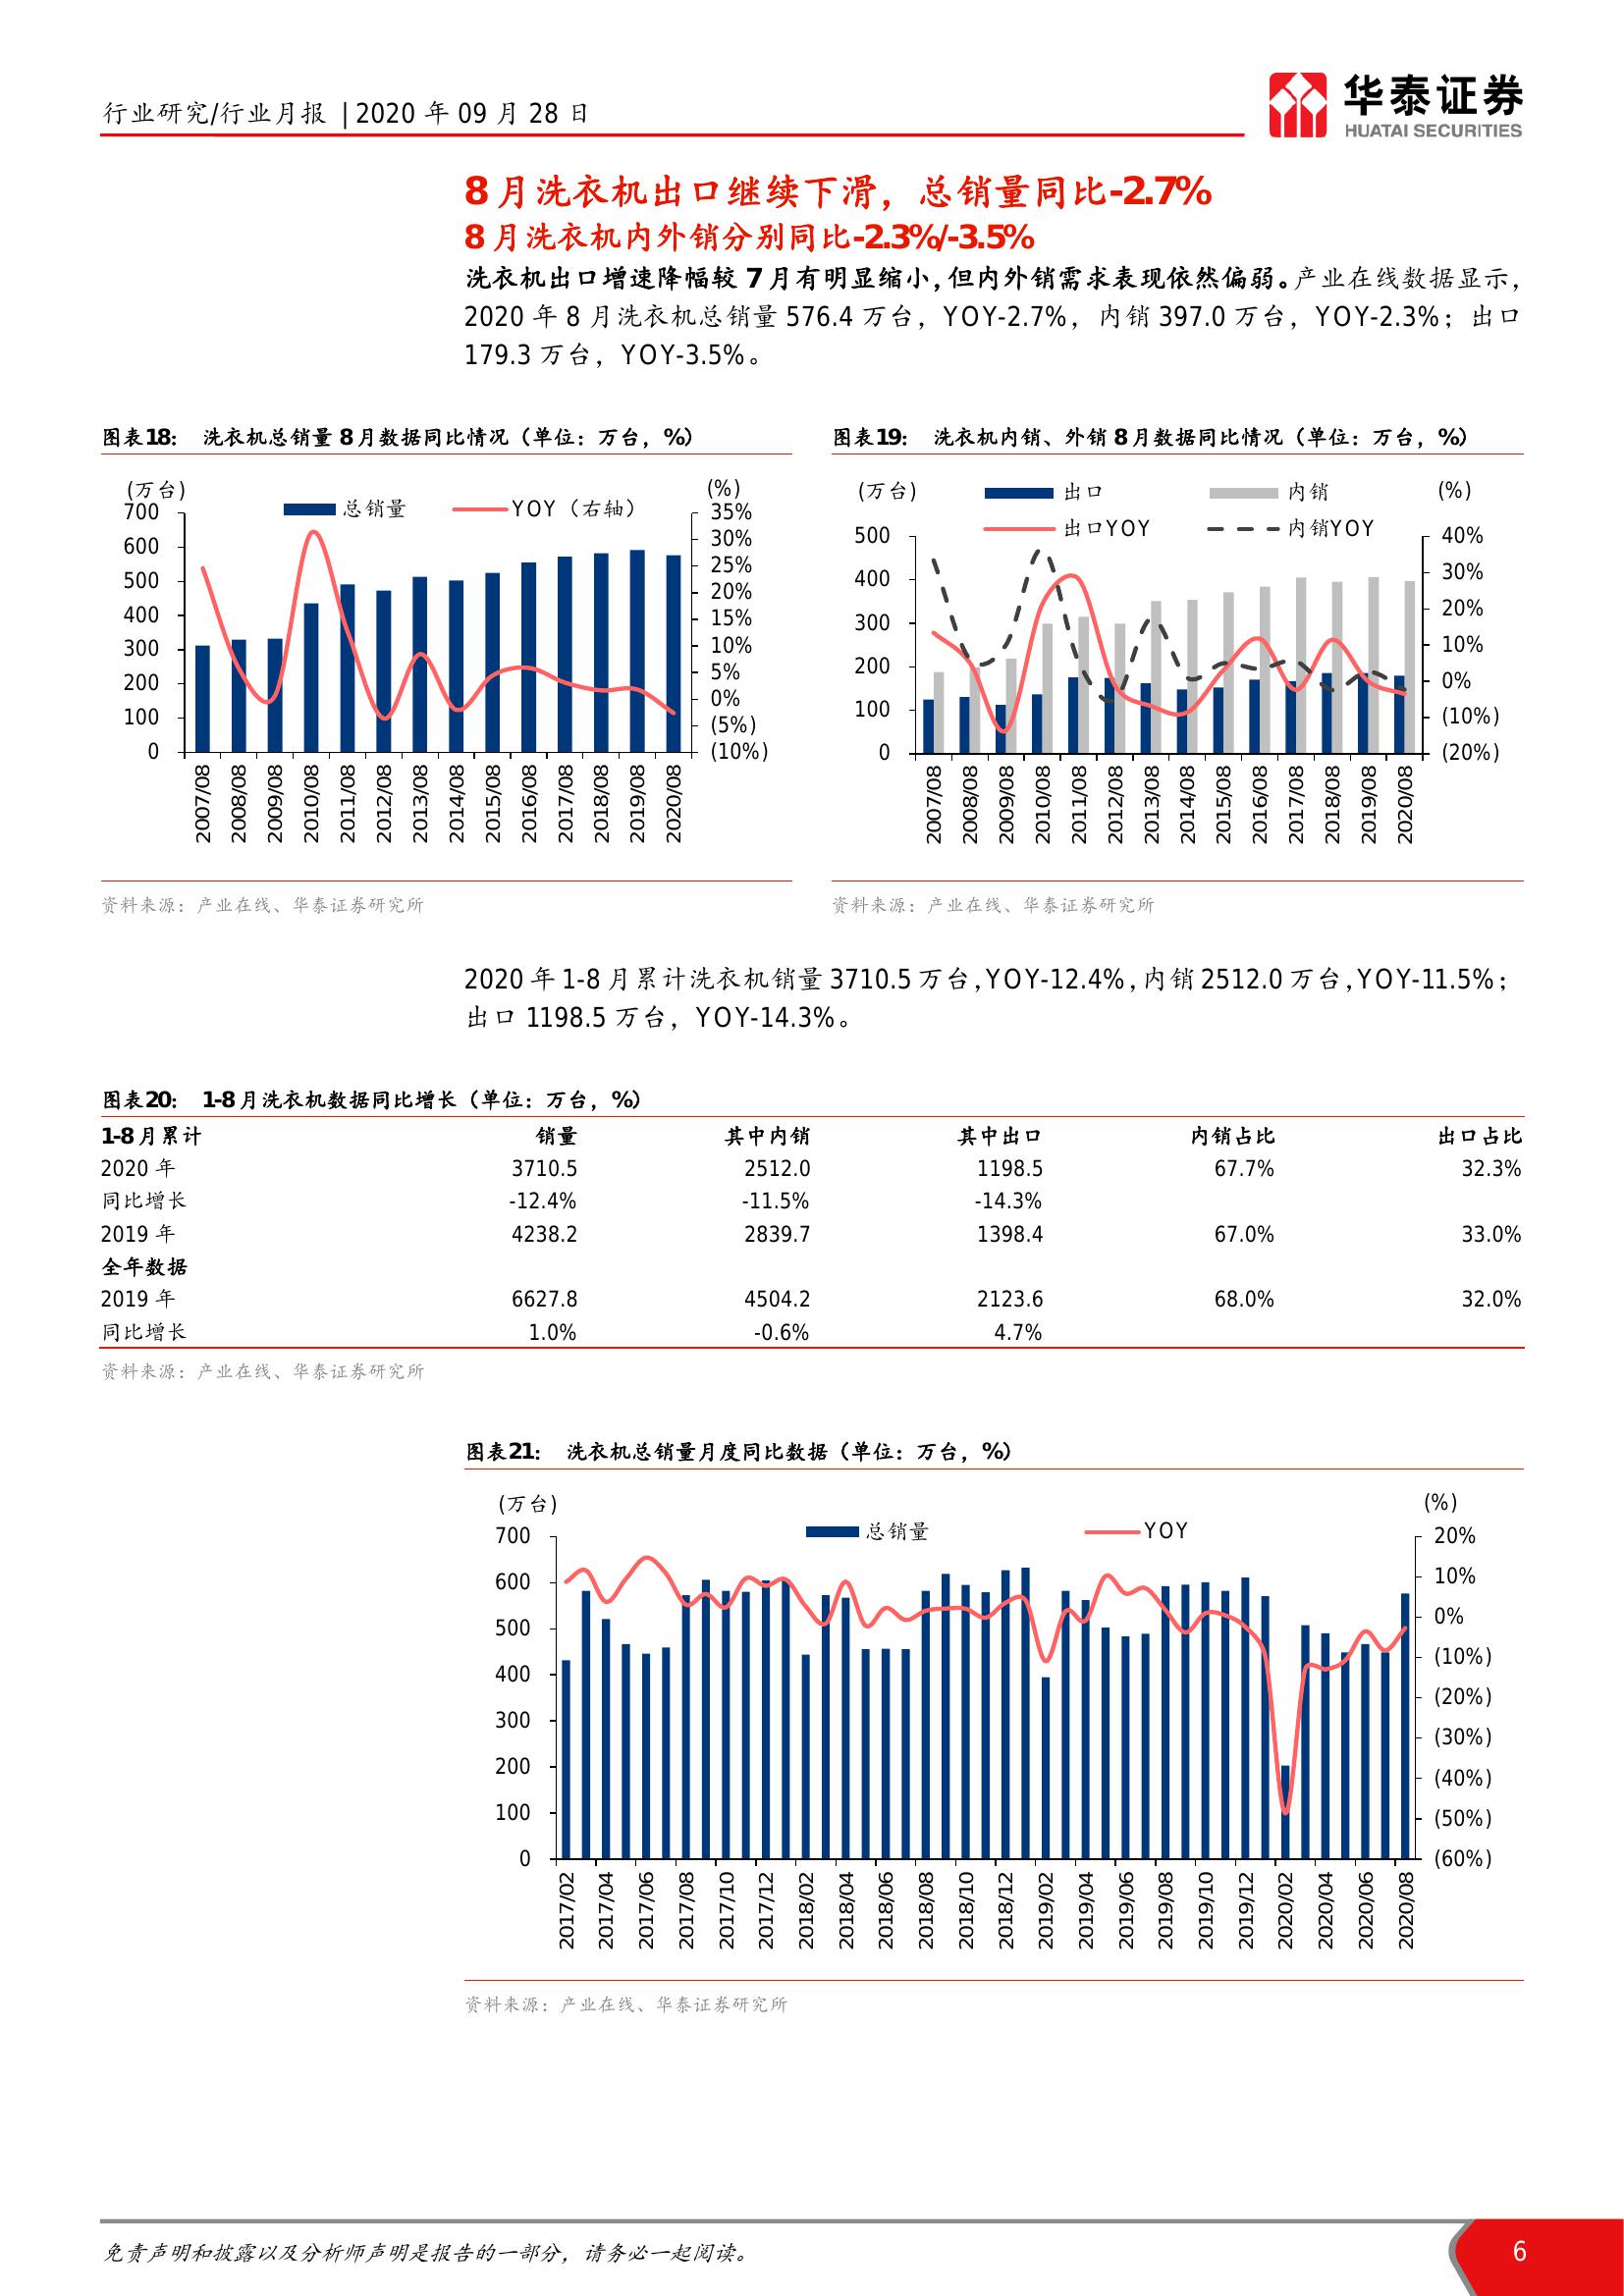 行业研究/行业月报 | 2020 年 09 月 28 日
华泰证券
HUATAI SECURITIES
8 月洗衣机出口继续下滑，总销量同比-2.7%
8 月洗衣机内外销分别同比-2.3%/-3.5%
洗衣机出口增速降幅较 7 月有明显缩小，但内外销需求表现依然偏弱。产业在线数据显示，
2020 年 8 月洗衣机总销量 576.4 万台，YOY-2.7%，内销 397.0 万台，YOY-2.3%；出口
179.3 万台，YOY-3.5%。
图表18： 洗衣机总销量 8 月数据同比情况（单位：万台，%）
(万台)
(%)
总销量
YOY（右轴）
700
600
500
400
300
200
100
0
35%
30%
25%
20%
15%
10%
5%
0%
(5%)
(10%)
2007/08
2008/08
2009/08
2010/08
2011/08
2012/08
2013/08
2014/08
2015/08
2016/08
2017/08
2018/08
2019/08
2020/08
资料来源：产业在线、华泰证券研究所
图表19： 洗衣机内销、外销 8 月数据同比情况（单位：万台，%）
(万台)
(%)
出口
内销
出口YOY
内销YOY
500
400
300
200
100
0
40%
30%
20%
10%
0%
(10%)
(20%)
2007/08
2008/08
2009/08
2010/08
2011/08
2012/08
2013/08
2014/08
2015/08
2016/08
2017/08
2018/08
2019/08
2020/08
资料来源：产业在线、华泰证券研究所
2020 年 1-8 月累计洗衣机销量 3710.5 万台，YOY-12.4%，内销 2512.0 万台，YOY-11.5%；
出口 1198.5 万台，YOY-14.3%。
图表20： 1-8 月洗衣机数据同比增长（单位：万台，%）
1-8 月累计 销量 其中内销 其中出口 内销占比 出口占比
2020 年 3710.5 2512.0 1198.5 67.7% 32.3%
同比增长 -12.4% -11.5% -14.3%
2019 年 4238.2 2839.7 1398.4 67.0% 33.0%
全年数据
2019 年 6627.8 4504.2 2123.6 68.0% 32.0%
同比增长 1.0% -0.6% 4.7%
资料来源：产业在线、华泰证券研究所
图表21： 洗衣机总销量月度同比数据（单位：万台，%）
(万台)
(%)
总销量
YOY
700
600
500
400
300
200
100
0
20%
10%
0%
(10%)
(20%)
(30%)
(40%)
(50%)
(60%)
2017/02
2017/04
2017/06
2017/08
2017/10
2017/12
2018/02
2018/04
2018/06
2018/08
2018/10
2018/12
2019/02
2019/04
2019/06
2019/08
2019/10
2019/12
2020/02
2020/04
2020/06
2020/08
资料来源：产业在线、华泰证券研究所
免责声明和披露以及分析师声明是报告的一部分，请务必一起阅读。
6